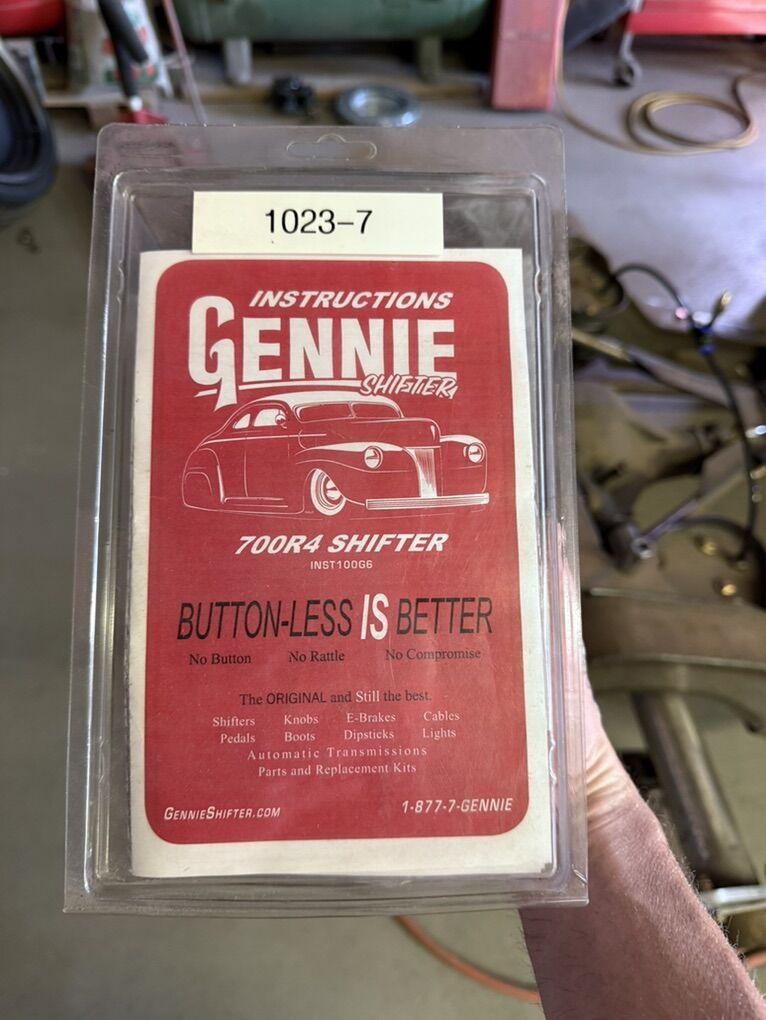 1023-7
INSTRUCTIONS
GENNIE
SHIFTER
700R4 SHIFTER
INST100G6
BUTTON-LESS IS BETTER
No Button No Rattle No Compromise
The ORIGINAL and Still the best.
Shifters Knobs E-Brakes Cables
Pedals Boots Dipsticks Lights
Automatic Transmissions
Parts and Replacement Kits
GENNIESHIFTER.COM 1-877-7-GENNIE